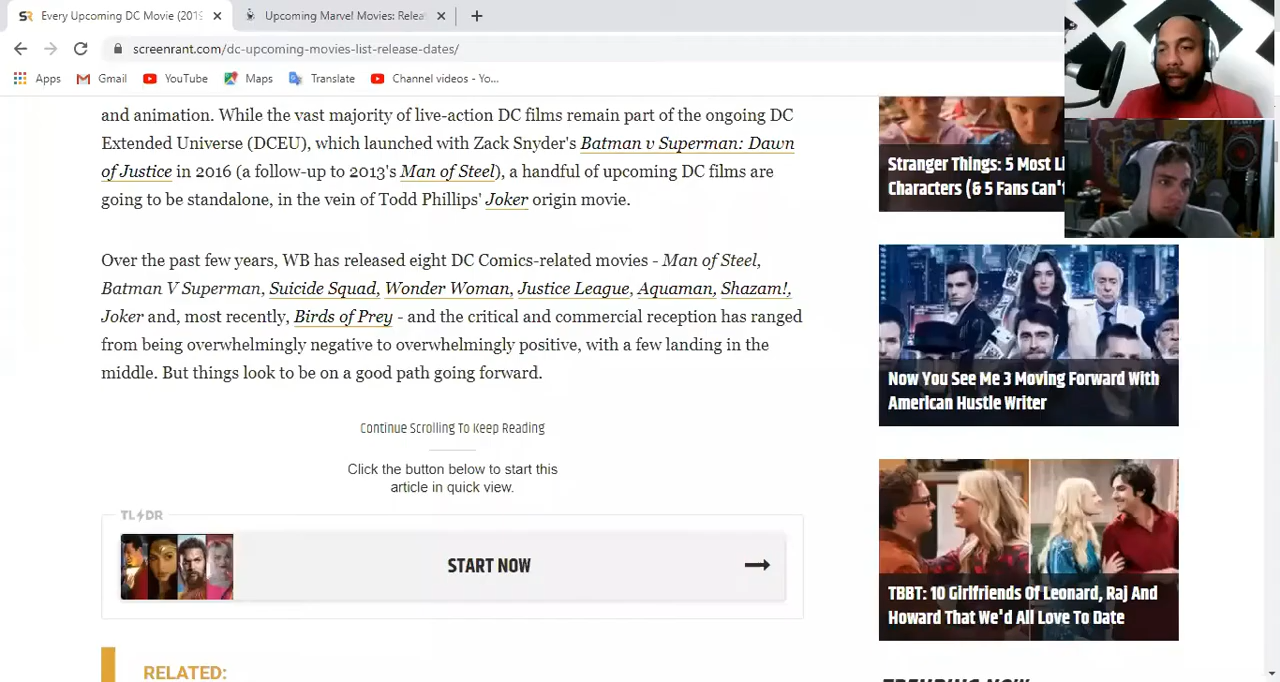 Every Upcoming DC Movie (201
Upcoming Marvel Movies: Relea
screenrant.com/dc-upcoming-movies-list-release-dates/
Apps Gmail YouTube Maps Translate Channel videos - Yo...
and animation. While the vast majority of live-action DC films remain part of the ongoing DC
Extended Universe (DCEU), which launched with Zack Snyder's Batman v Superman: Dawn
of Justice in 2016 (a follow-up to 2013's Man of Steel), a handful of upcoming DC films are
going to be standalone, in the vein of Todd Phillips' Joker origin movie.
Over the past few years, WB has released eight DC Comics-related movies - Man of Steel,
Batman V Superman, Suicide Squad, Wonder Woman, Justice League, Aquaman, Shazam!,
Joker and, most recently, Birds of Prey - and the critical and commercial reception has ranged
from being overwhelmingly negative to overwhelmingly positive, with a few landing in the
middle. But things look to be on a good path going forward.
Continue Scrolling To Keep Reading
Click the button below to start this
article in quick view.
TL DR
START NOW
RELATED:
Stranger Things: 5 Most Li
Characters (& 5 Fans Can't
Now You See Me 3 Moving Forward With
American Hustle Writer
TBBT: 10 Girlfriends Of Leonard, Raj And
Howard That We'd All Love To Date
TRENDING NOW